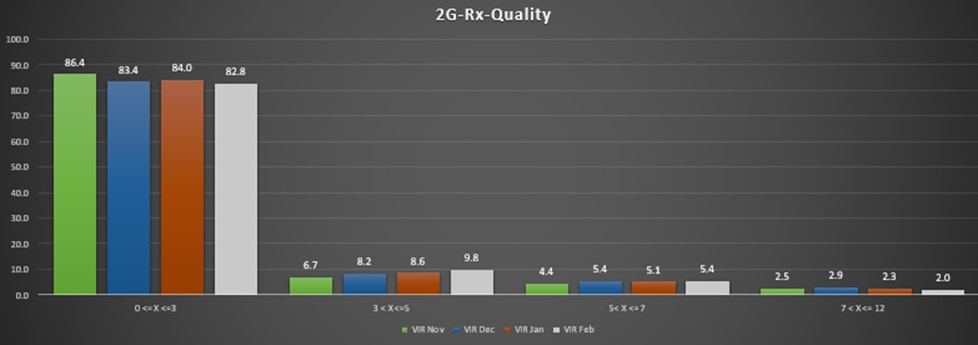 2G-Rx-Quality
100.0
90.0
80.0
70.0
60.0
50.0
40.0
30.0
20.0
10.0
0.0
86.4 83.4 84.0 82.8
6.7 8.2 8.6 9.8
4.4 5.4 5.1 5.4
2.5 2.9 2.3 2.0
0 <=X <=3 3 < X <=5 5< X <=7 7 < X <= 12
VIR Nov VIR Dec VIR Jan VIR Feb